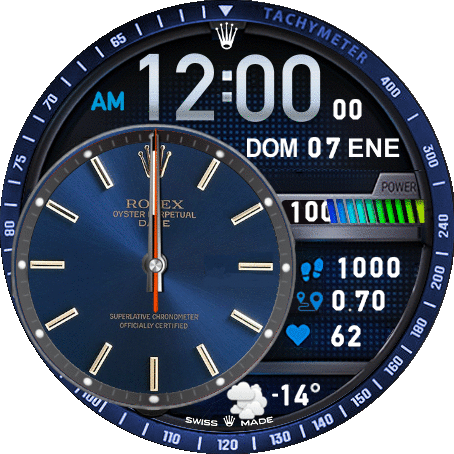 TACHYMETER
400
300
240
200
180
160
150
140
130
120
110
100
80
75
70
65
AM 12:00 00
DOM 07 ENE
POWER
100
1000
0.70
62
-14°
ROLEX
OYSTER PERPETUAL
DATE
SUPERLATIVE CHRONOMETER
OFFICIALLY CERTIFIED
SWISS MADE